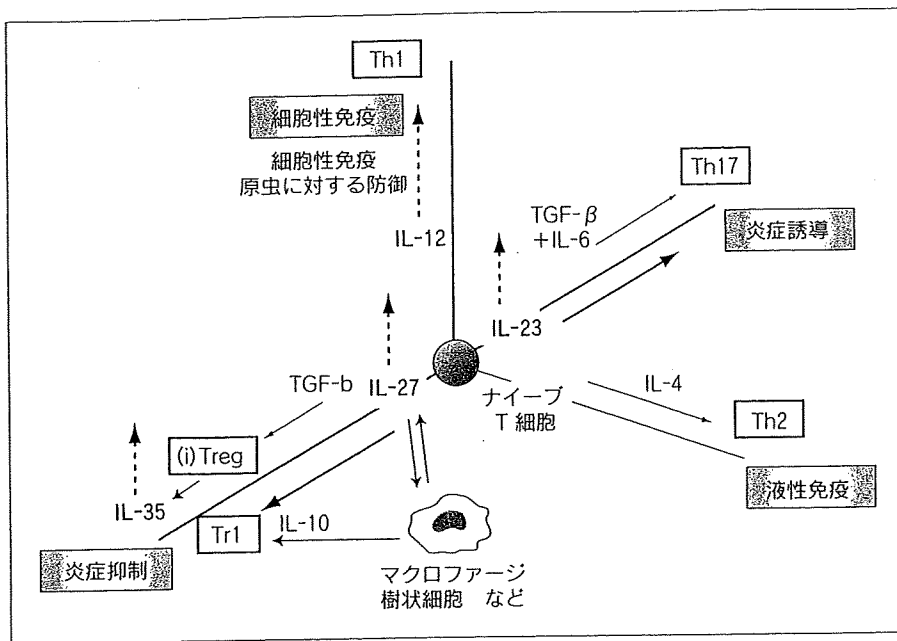 Th1
細胞性免疫
細胞性免疫
原虫に対する防御
IL-12
Th17
TGF-β
+IL-6
炎症誘導
IL-23
TGF-b
IL-27
ナイーブ
T 細胞
IL-4
Th2
(i)Treg
液性免疫
IL-35
Tr1
IL-10
炎症抑制
マクロファージ
樹状細胞 など